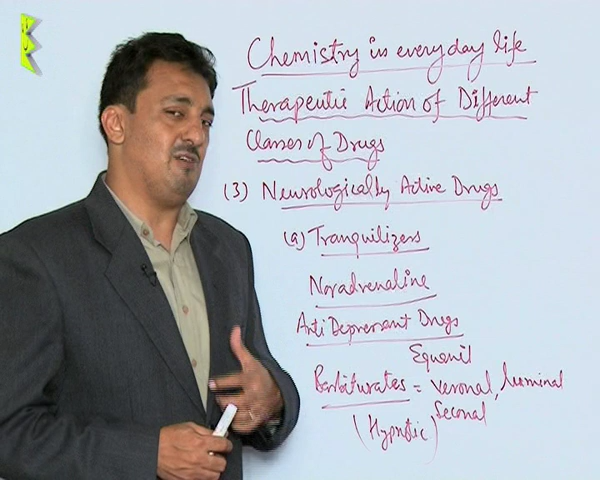 Chemistry in everyday life
Therapeutic Action of Different
Classes of Drugs
(3) Neurologically Active Drugs
(a) Tranquilizers
Noradrenaline
Anti Depressant Drugs
Equanil
Barbiturates = Veronal, Luminal
Seconal
(Hypnotic)